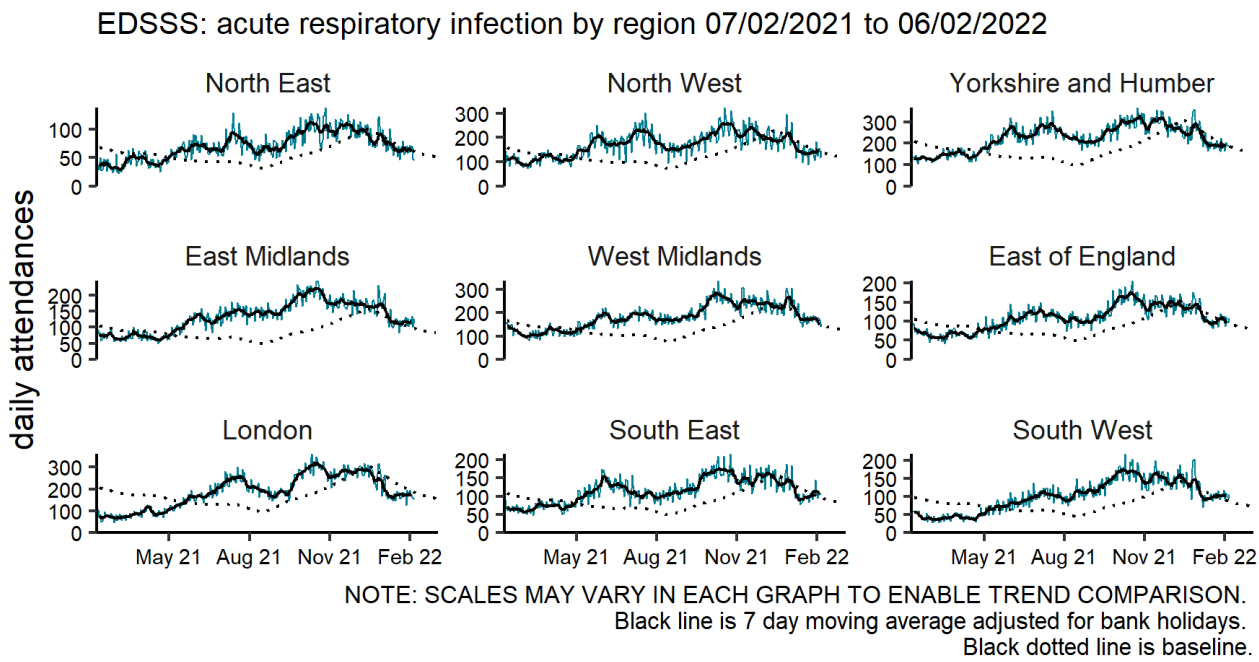 EDSSS: acute respiratory infection by region 07/02/2021 to 06/02/2022
North East
North West
Yorkshire and Humber
100
50
0
300
200
100
0
300
200
100
0
daily attendances
East Midlands
West Midlands
East of England
200
150
100
50
0
300
200
100
0
200
150
100
50
0
London
South East
South West
300
200
100
0
200
150
100
50
0
200
150
100
50
0
May 21 Aug 21 Nov 21 Feb 22
May 21 Aug 21 Nov 21 Feb 22
May 21 Aug 21 Nov 21 Feb 22
NOTE: SCALES MAY VARY IN EACH GRAPH TO ENABLE TREND COMPARISON.
Black line is 7 day moving average adjusted for bank holidays.
Black dotted line is baseline.